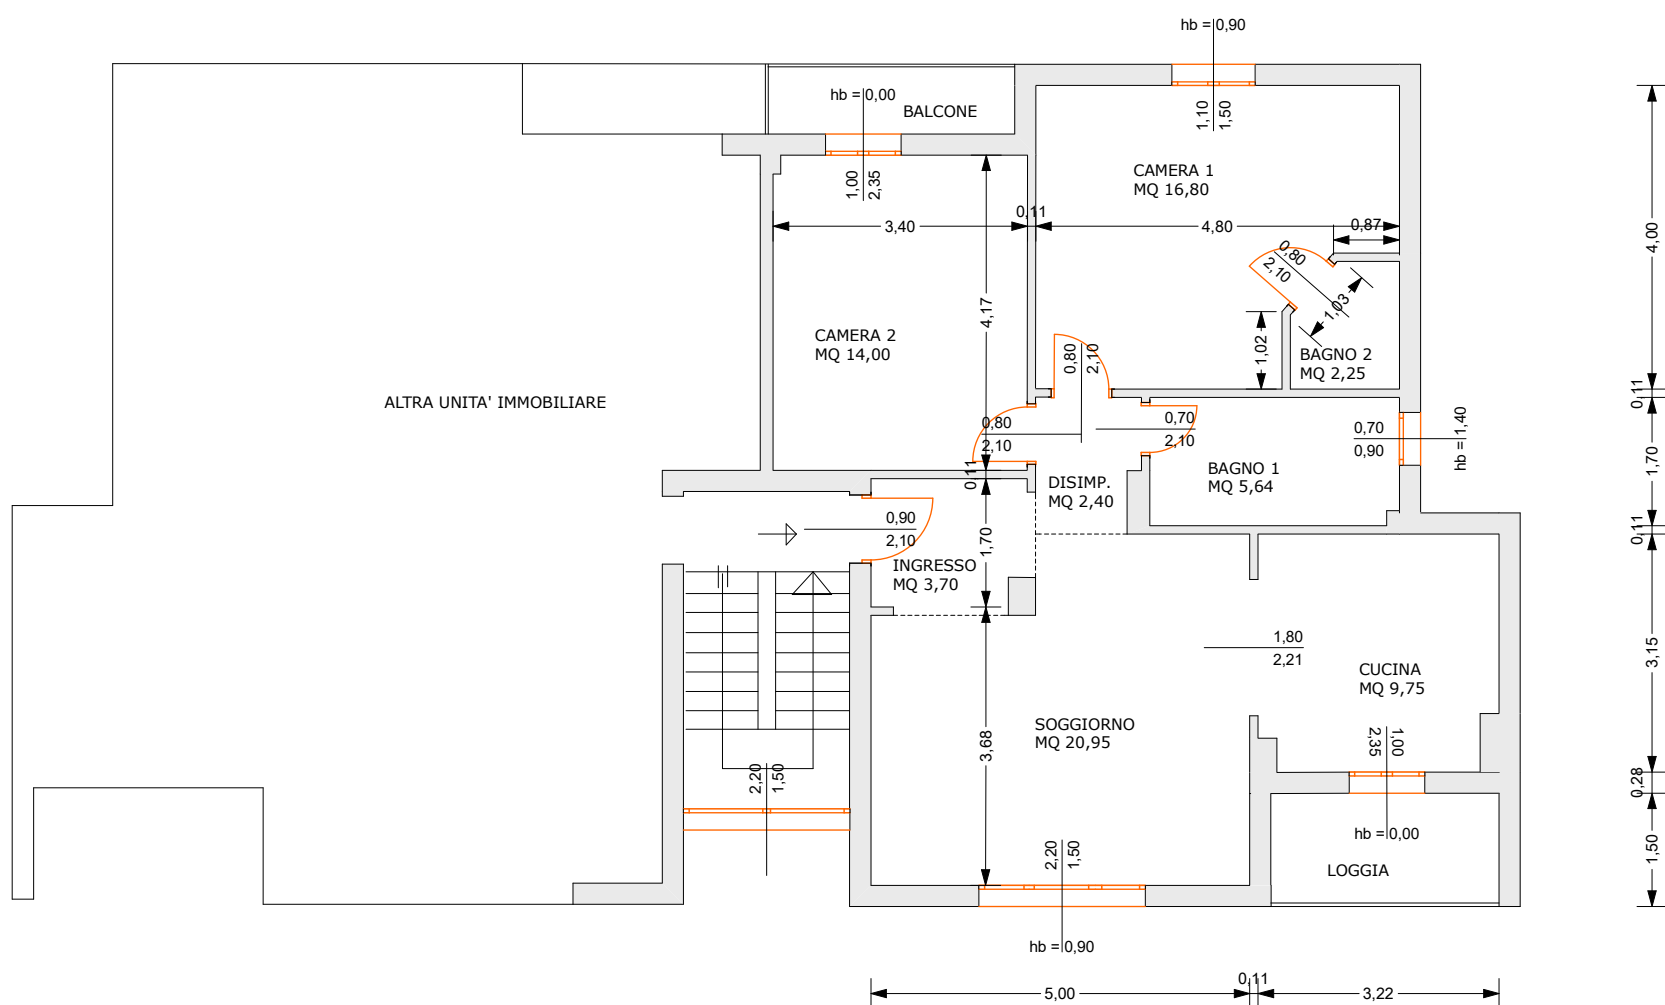 hb = 0,90
hb = 0,00
BALCONE
1,10
1,50
1,00
2,35
CAMERA 1
MQ 16,80
0,11
3,40
4,80
0,87
4,00
0,80
2,10
1,03
4,17
CAMERA 2
MQ 14,00
0,80
2,10
1,02
BAGNO 2
MQ 2,25
ALTRA UNITA' IMMOBILIARE
0,11
0,80
2,10
0,70
2,10
0,70
0,90
hb = 1,40
1,70
0,11
DISIMP.
MQ 2,40
BAGNO 1
MQ 5,64
0,90
2,10
1,70
0,11
INGRESSO
MQ 3,70
1,80
2,21
3,15
CUCINA
MQ 9,75
SOGGIORNO
MQ 20,95
3,68
1,00
2,35
2,20
1,50
0,28
hb = 0,00
1,50
2,20
1,50
LOGGIA
hb = 0,90
0,11
5,00
3,22